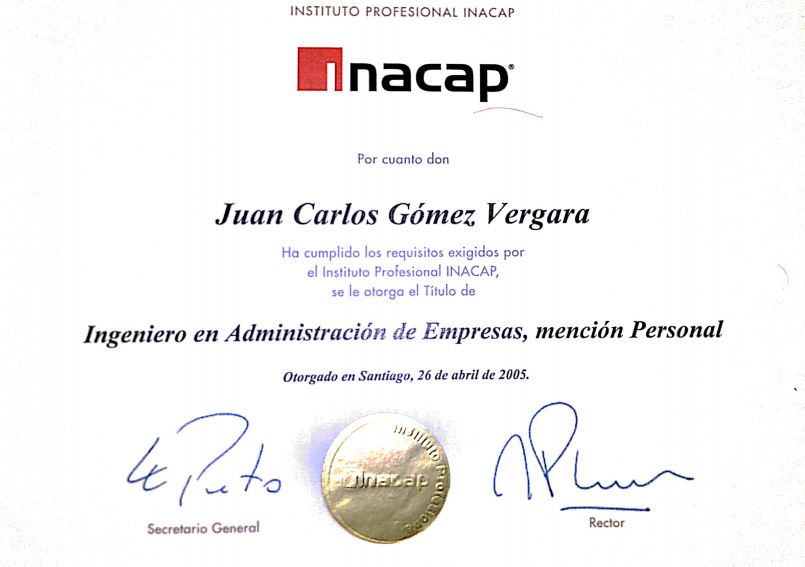 INSTITUTO PROFESIONAL INACAP
inacap
Por cuanto don
Juan Carlos Gómez Vergara
Ha cumplido los requisitos exigidos por
el Instituto Profesional INACAP,
se le otorga el Título de
Ingeniero en Administración de Empresas, mención Personal
Otorgado en Santiago, 26 de abril de 2005.
Instituto Profesional
inacap
Secretario General
Rector